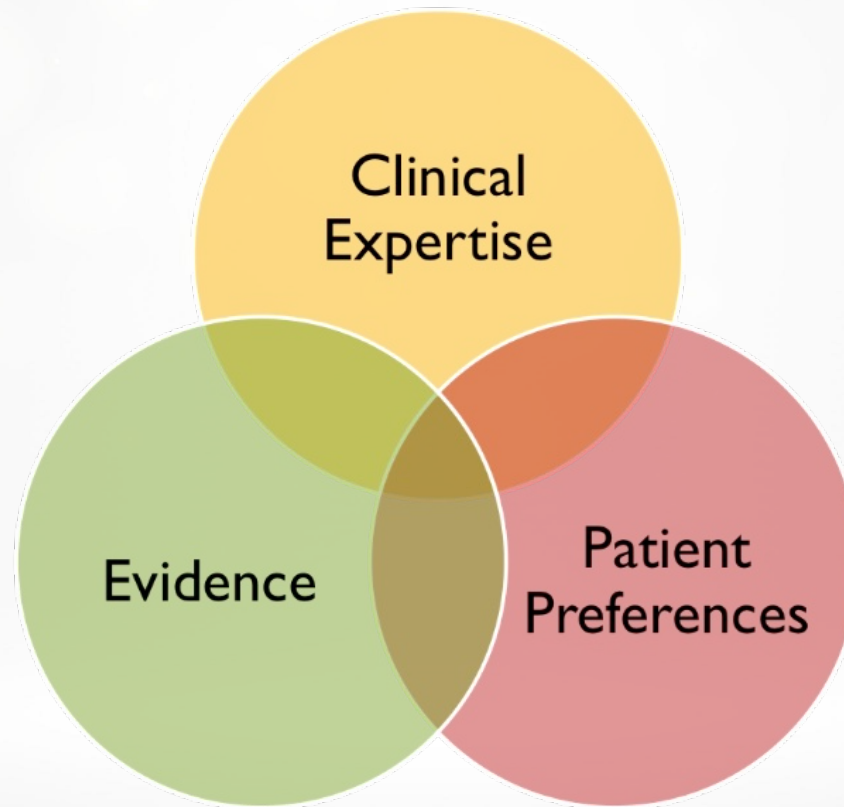 Clinical
Expertise
Evidence
Patient
Preferences